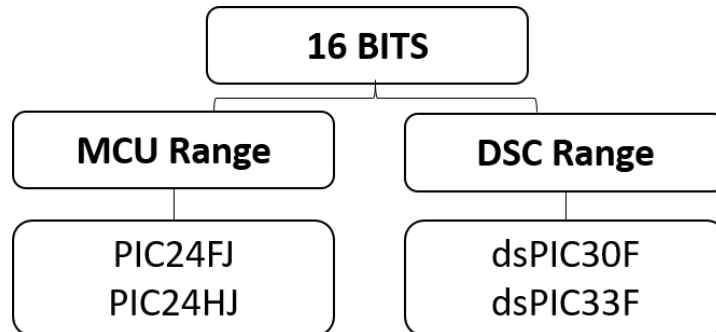 16 BITS
MCU Range
DSC Range
PIC24FJ
PIC24HJ
dsPIC30F
dsPIC33F